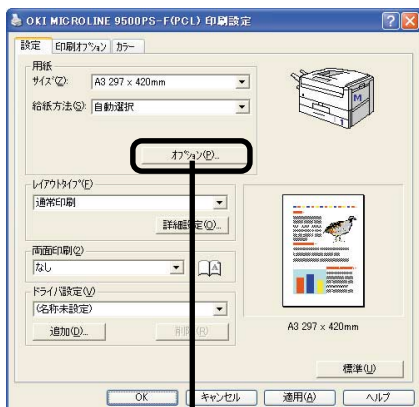 OKI MICROLINE 9500PS-F(PCL) 印刷設定
設定 印刷オプション カラー
用紙
サイズ(Z): A3 297 x 420mm
給紙方法(S): 自動選択
オプション(P)...
レイアウトタイプ(F)
通常印刷
詳細設定(O)...
両面印刷(2)
なし
A
ドライバ設定(V)
(名称未設定)
追加(D)... 削除(R)
M
1
A3 297 x 420mm
標準(U)
OK キャンセル 適用(A) ヘルプ